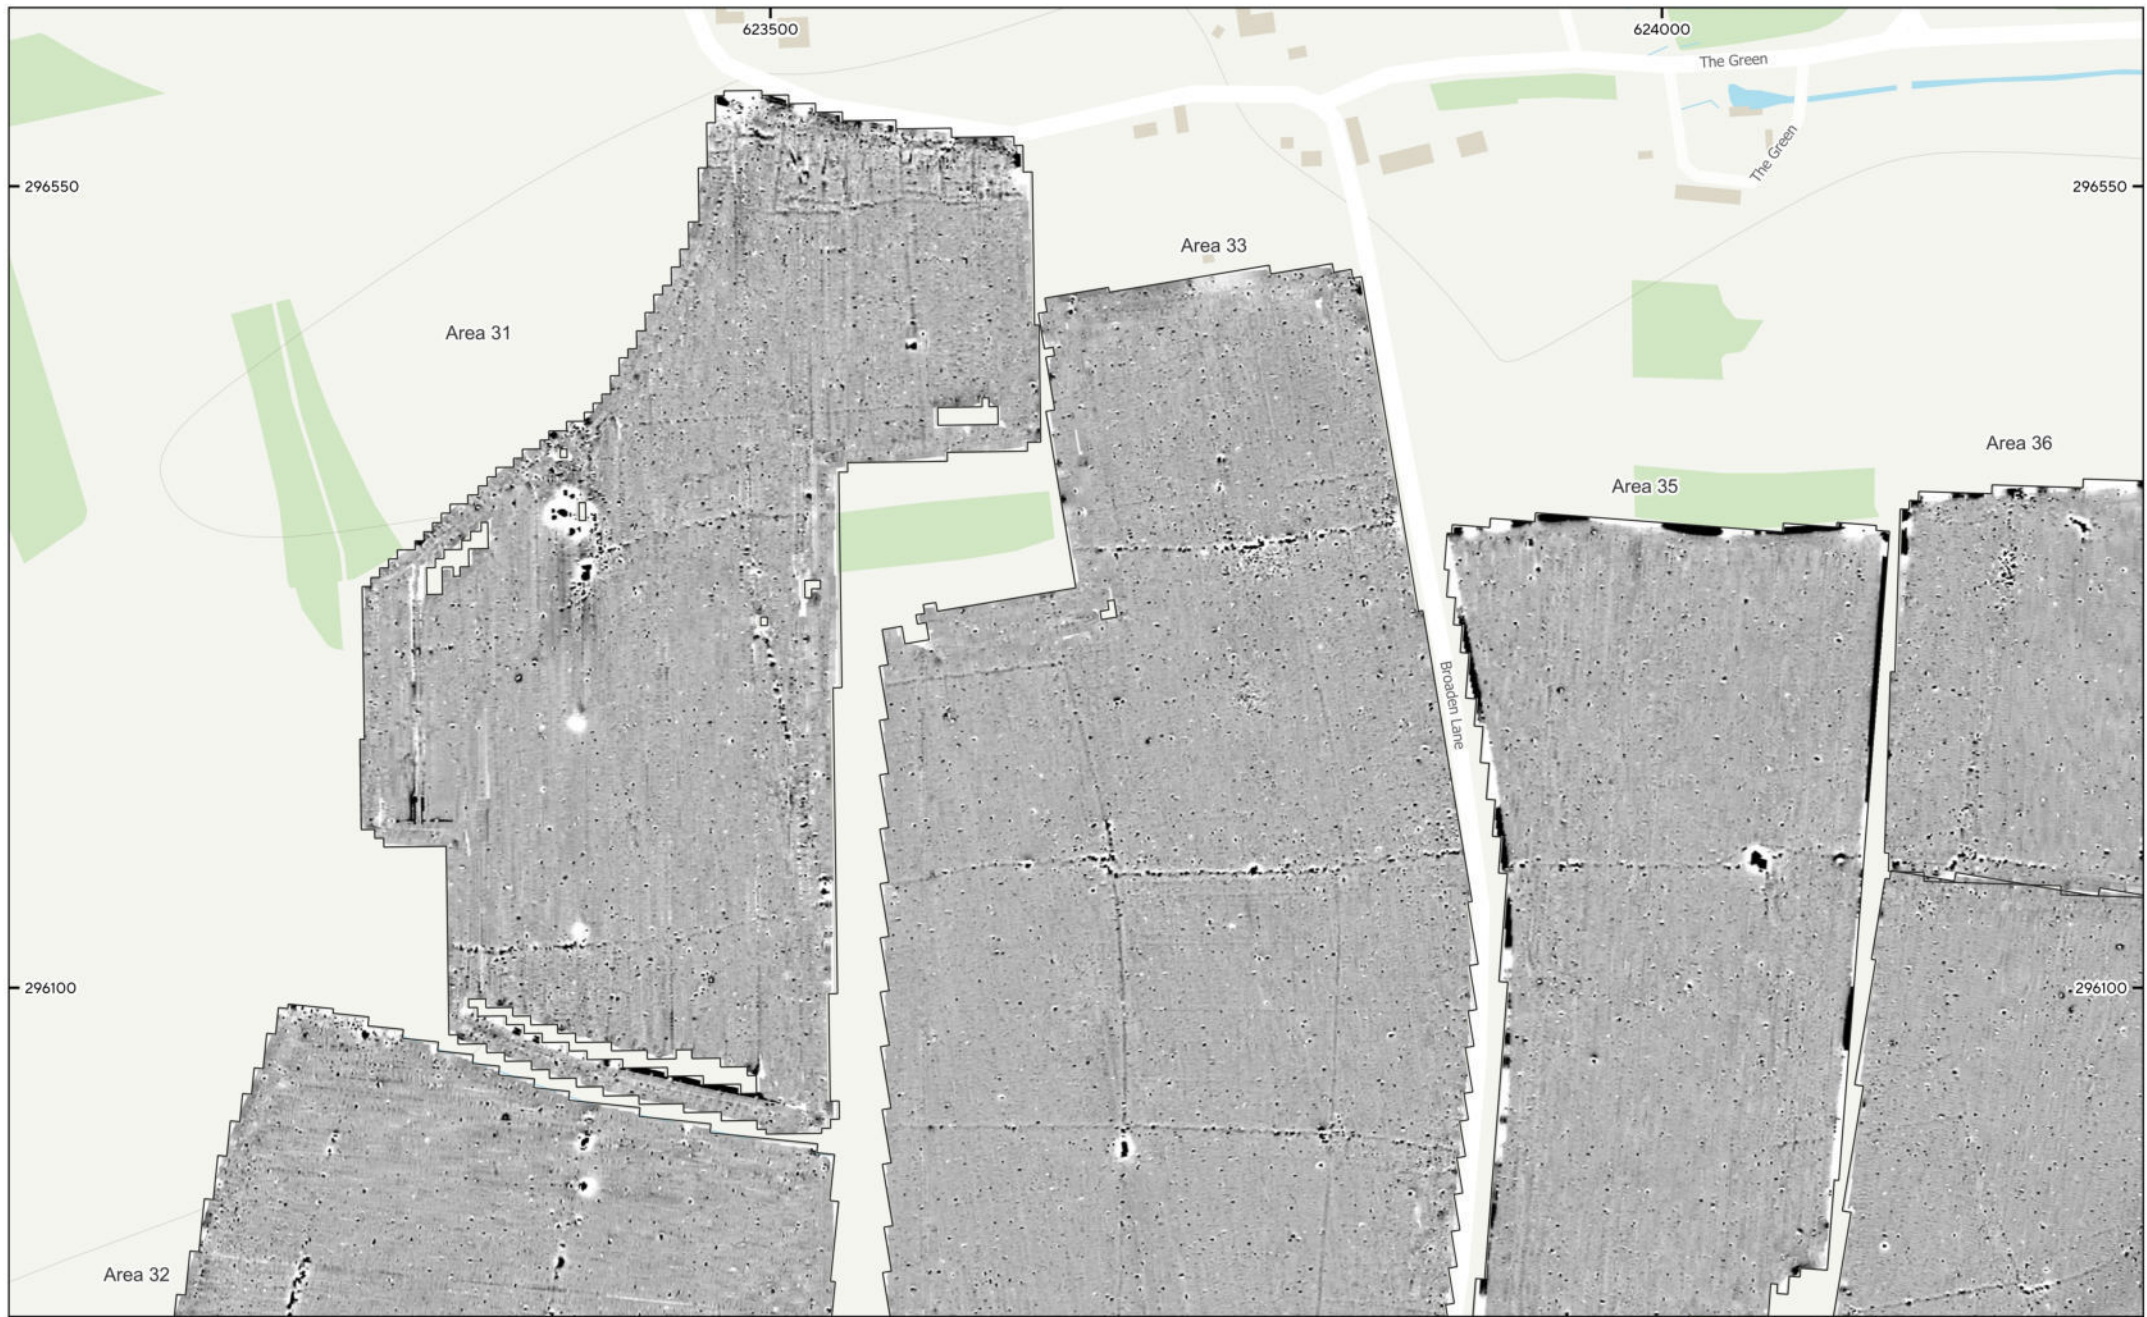 623500
624000
The Green
The Green
296550
296550
Area 33
Area 31
Area 36
Area 35
Broaden Lane
296100
296100
Area 32